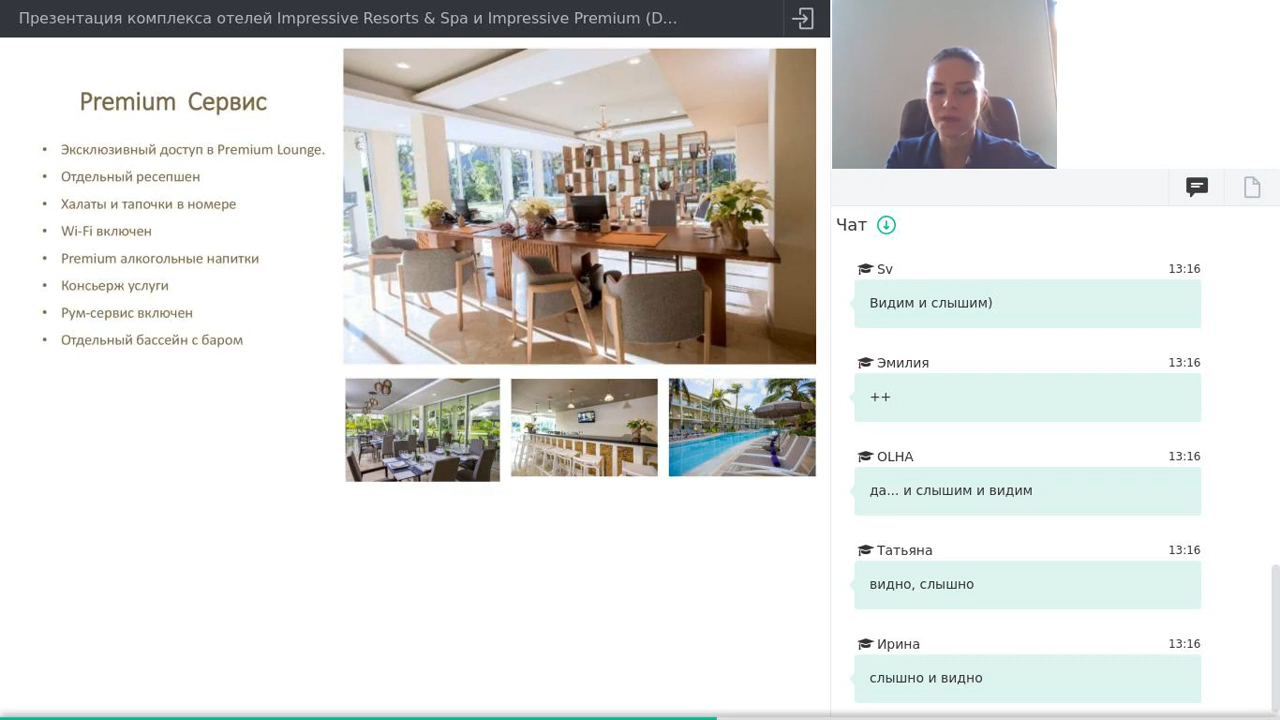 Презентация комплекса отелей Impressive Resorts & Spa и Impressive Premium (D...
Premium Сервис
• Эксклюзивный доступ в Premium Lounge.
• Отдельный ресепшен
• Халаты и тапочки в номере
• Wi-Fi включен
• Premium алкогольные напитки
• Консьерж услуги
• Рум-сервис включен
• Отдельный бассейн с баром
Чат
Sv 13:16
Видим и слышим)
Эмилия 13:16
++
OLHA 13:16
да... и слышим и видим
Татьяна 13:16
видно, слышно
Ирина 13:16
слышно и видно